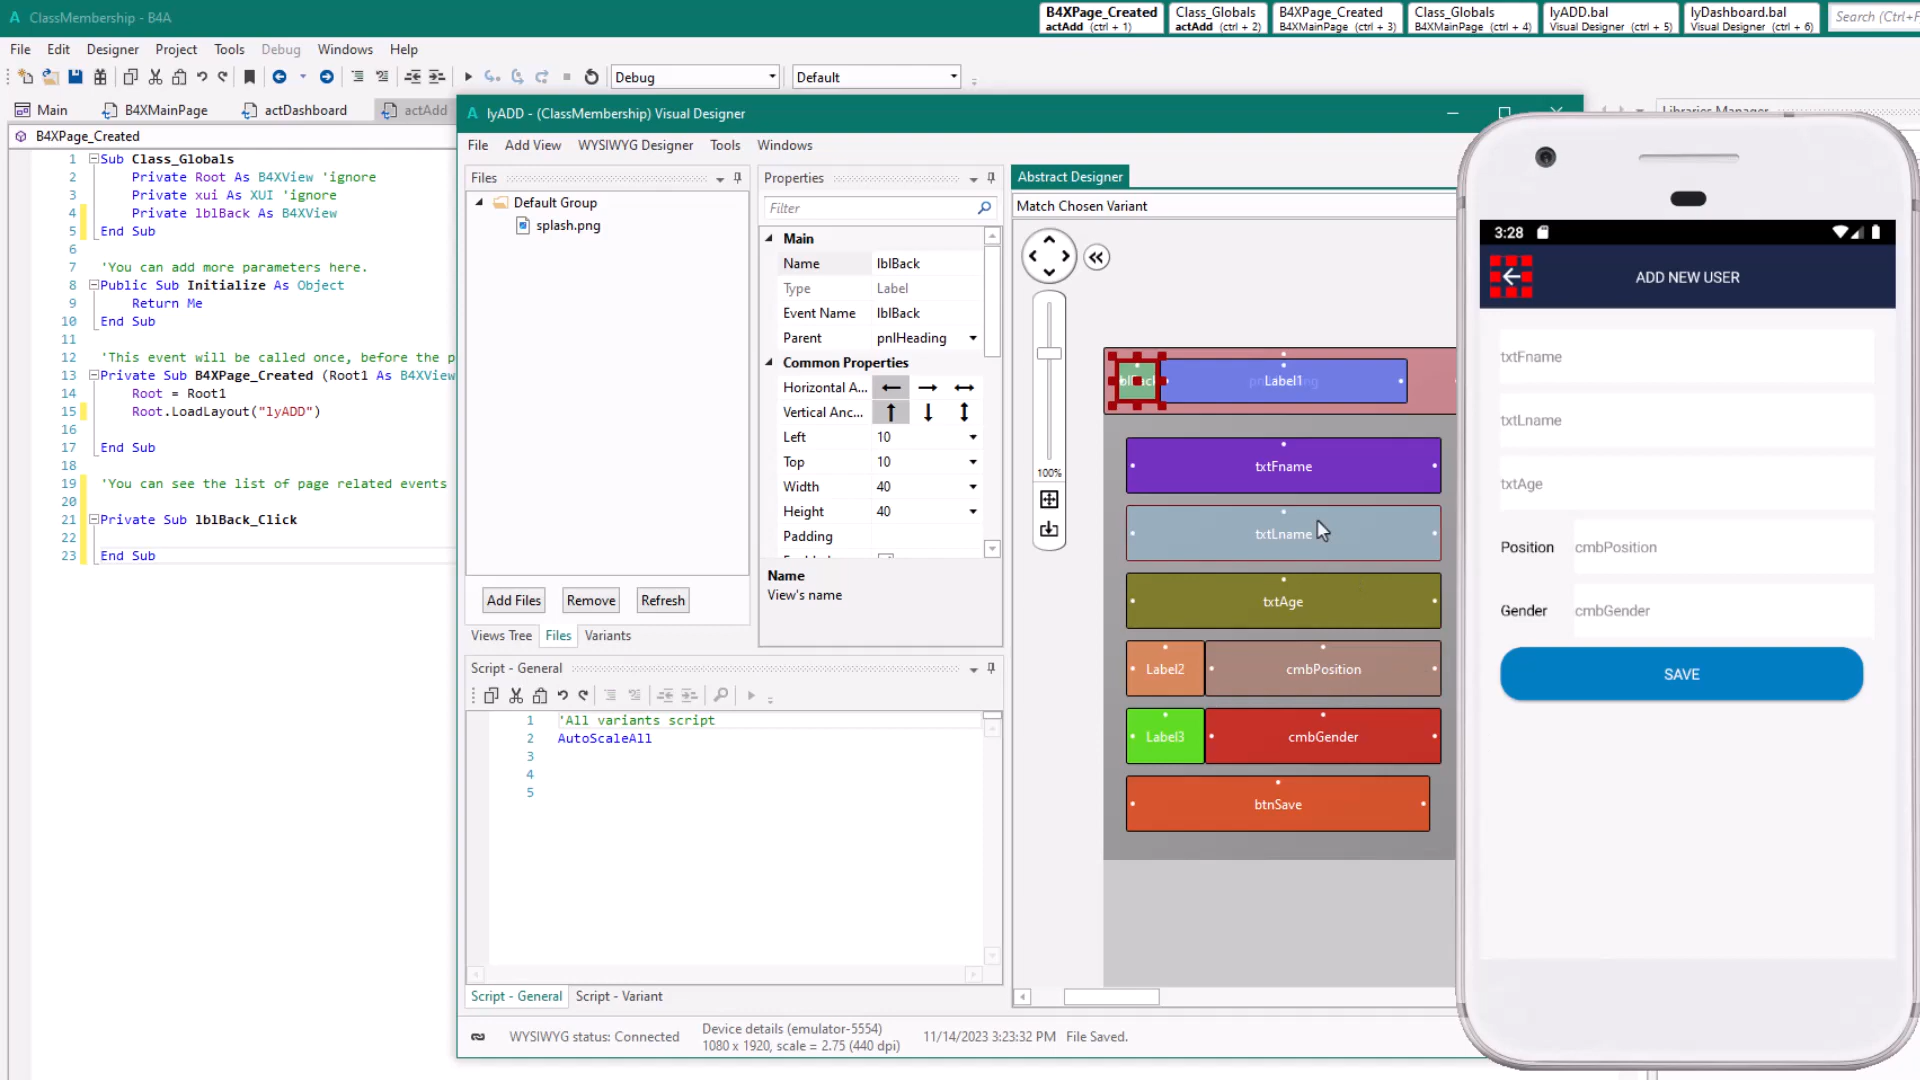 ClassMembership - B4A
B4XPage_Created
actAdd (ctrl + 1)
Class_Globals
actAdd (ctrl + 2)
B4XPage_Created
B4XMainPage (ctrl + 3)
Class_Globals
B4XMainPage (ctrl + 4)
lyADD.bal
Visual Designer (ctrl + 5)
lyDashboard.bal
Visual Designer (ctrl + 6)
Search (Ctrl+F
File Edit Designer Project Tools Debug Windows Help
Debug Default
Main B4XMainPage actDashboard actAdd
B4XPage_Created
1 Sub Class_Globals
2 Private Root As B4XView 'ignore
3 Private xui As XUI 'ignore
4 Private lblBack As B4XView
5 End Sub
6
7 'You can add more parameters here.
8 Public Sub Initialize As Object
9 Return Me
10 End Sub
11
12 'This event will be called once, before the p
13 Private Sub B4XPage_Created (Root1 As B4XView
14 Root = Root1
15 Root.LoadLayout("lyADD")
16
17 End Sub
18
19 'You can see the list of page related events
20
21 Private Sub lblBack_Click
22
23 End Sub
lyADD - (ClassMembership) Visual Designer
File Add View WYSIWYG Designer Tools Windows
Files
Default Group
splash.png
Add Files Remove Refresh
Views Tree Files Variants
Properties
Filter
Main
Name lblBack
Type Label
Event Name lblBack
Parent pnlHeading
Common Properties
Horizontal A...
Vertical Anc...
Left 10
Top 10
Width 40
Height 40
Padding
Name
View's name
Script - General
1 'All variants script
2 AutoScaleAll
3
4
5
Script - General Script - Variant
WYSIWYG status: Connected
Device details (emulator-5554)
1080 x 1920, scale = 2.75 (440 dpi)
11/14/2023 3:23:32 PM File Saved.
Abstract Designer
Match Chosen Variant
100%
Label1
txtFname
txtLname
txtAge
Label2 cmbPosition
Label3 cmbGender
btnSave
3:28
ADD NEW USER
txtFname
txtLname
txtAge
Position cmbPosition
Gender cmbGender
SAVE